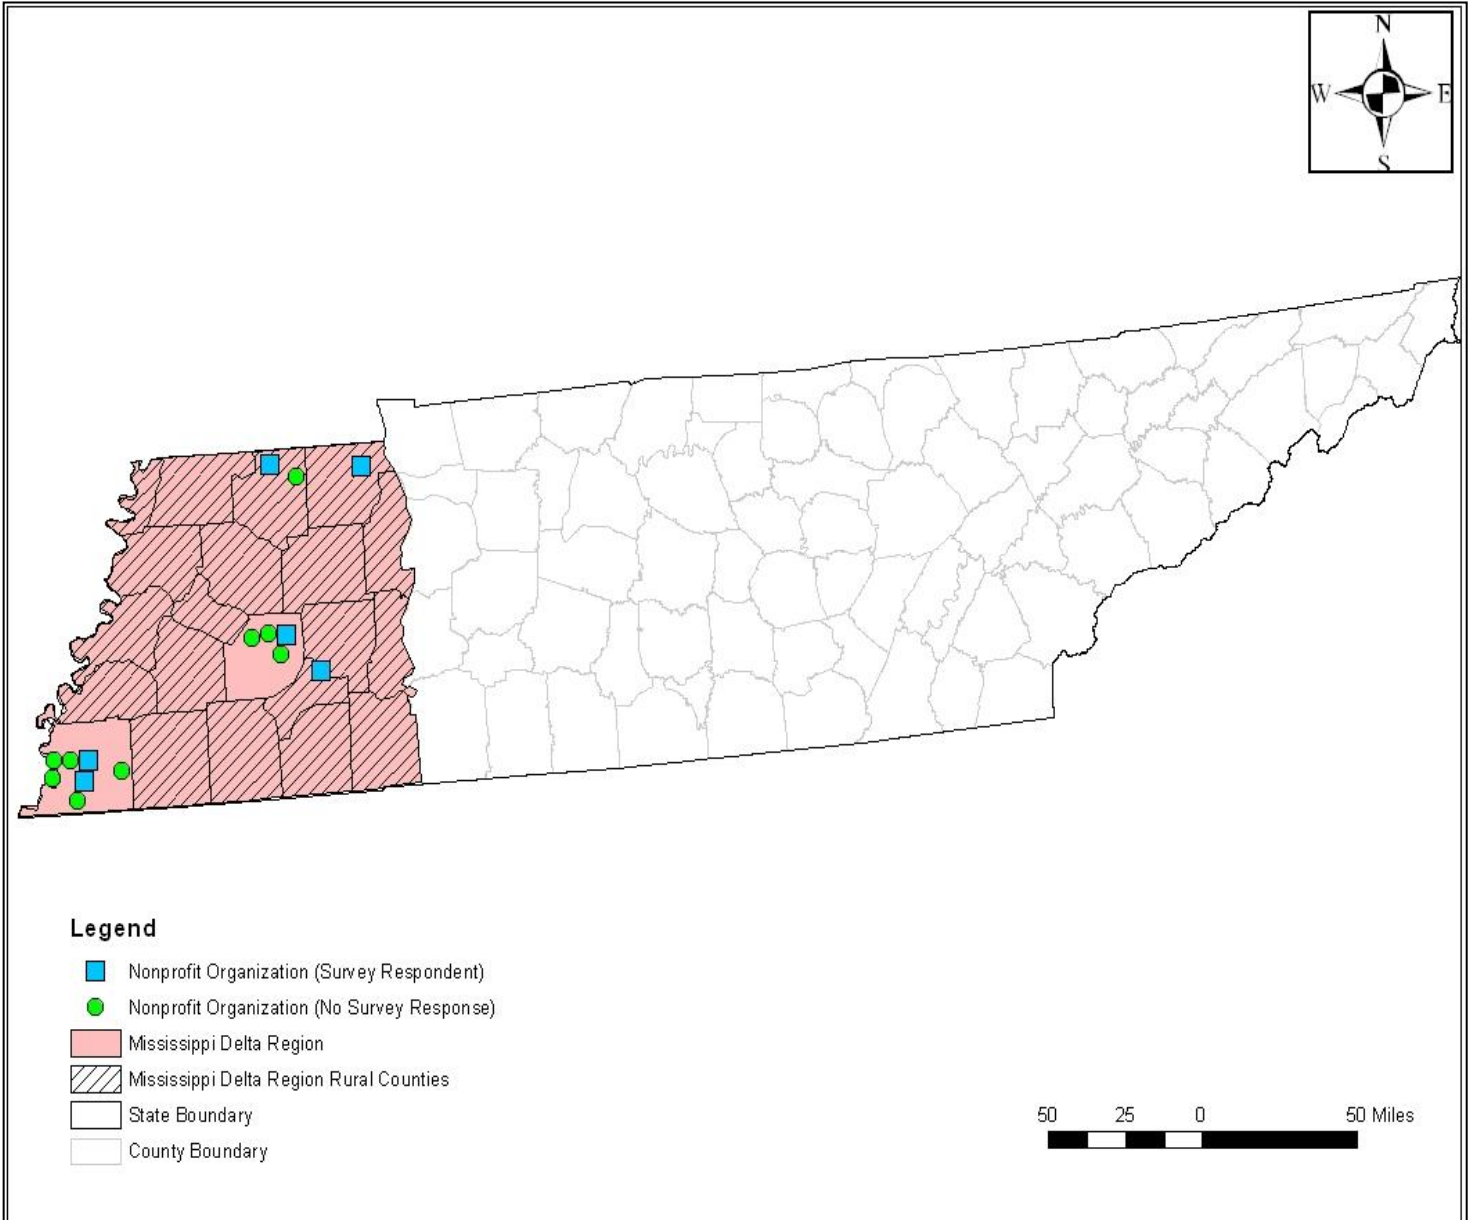 N
W E
S
Legend
Nonprofit Organization (Survey Respondent)
Nonprofit Organization (No Survey Response)
Mississippi Delta Region
Mississippi Delta Region Rural Counties
State Boundary
County Boundary
50 25 0 50 Miles